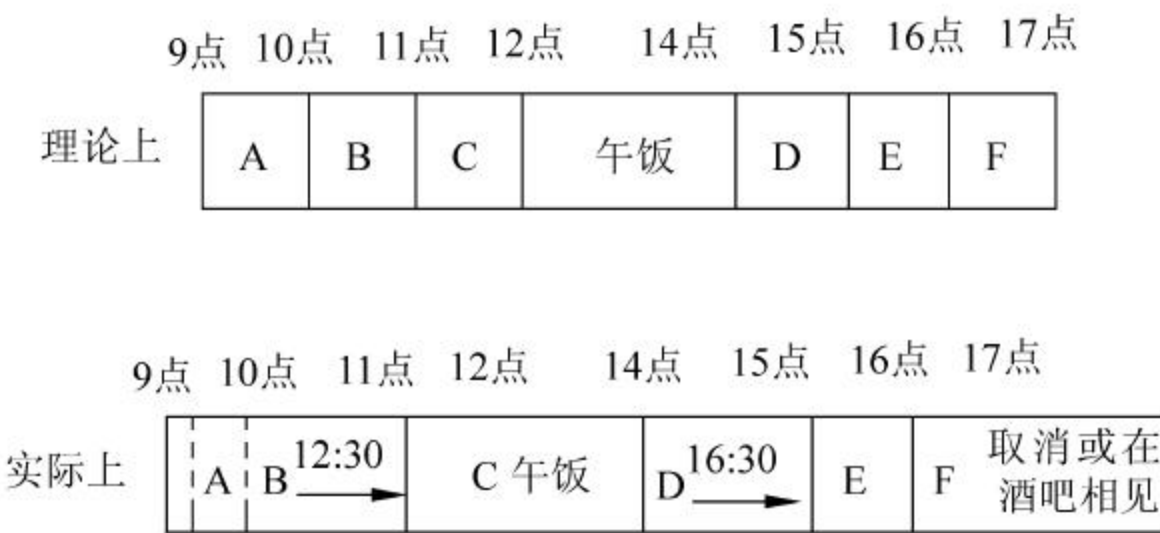 9点 10点 11点 12点 14点 15点 16点 17点
理论上 A B C 午饭 D E F
9点 10点 11点 12点 14点 15点 16点 17点
实际上 A B 12:30 C 午饭 D 16:30 E F 取消或在
酒吧相见